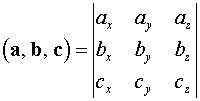 (a, b, c) = | a_x a_y a_z |
| b_x b_y b_z |
| c_x c_y c_z |